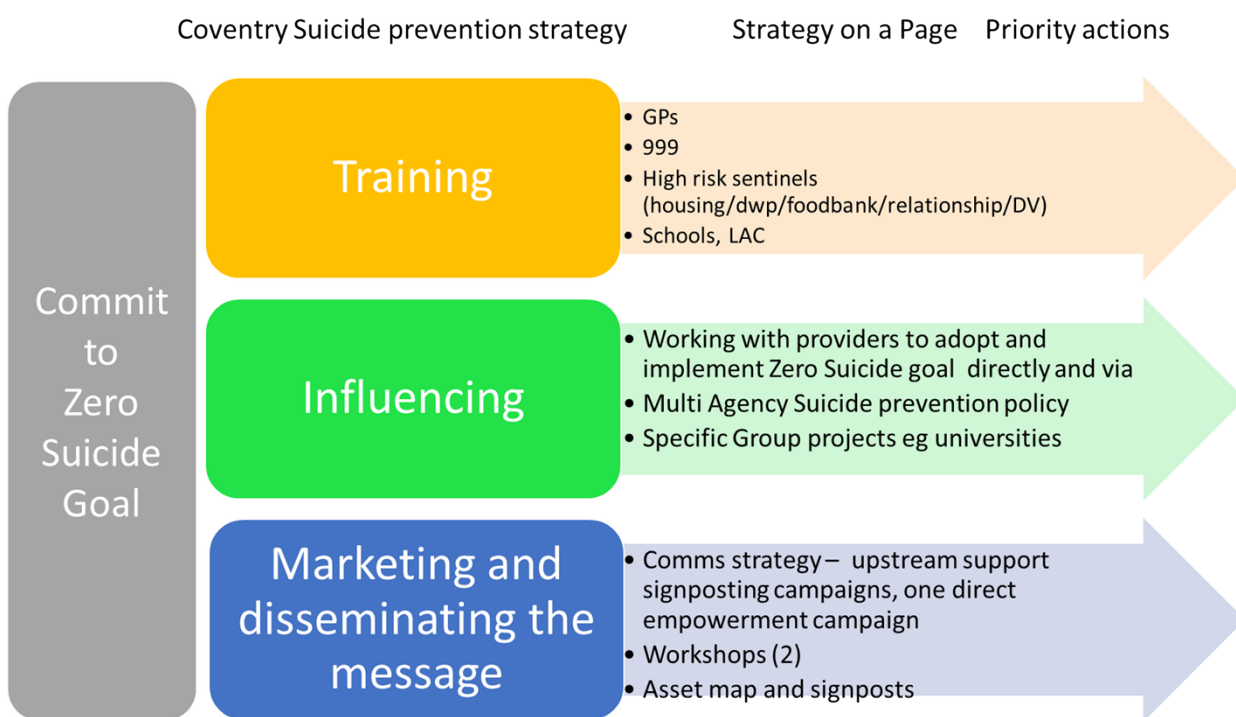 Coventry Suicide prevention strategy Strategy on a Page Priority actions
Commit
to
Zero
Suicide
Goal
Training
• GPs
• 999
• High risk sentinels
(housing/dwp/foodbank/relationship/DV)
• Schools, LAC
Influencing
• Working with providers to adopt and
implement Zero Suicide goal directly and via
• Multi Agency Suicide prevention policy
• Specific Group projects eg universities
Marketing and
disseminating the
message
• Comms strategy – upstream support
signposting campaigns, one direct
empowerment campaign
• Workshops (2)
• Asset map and signposts